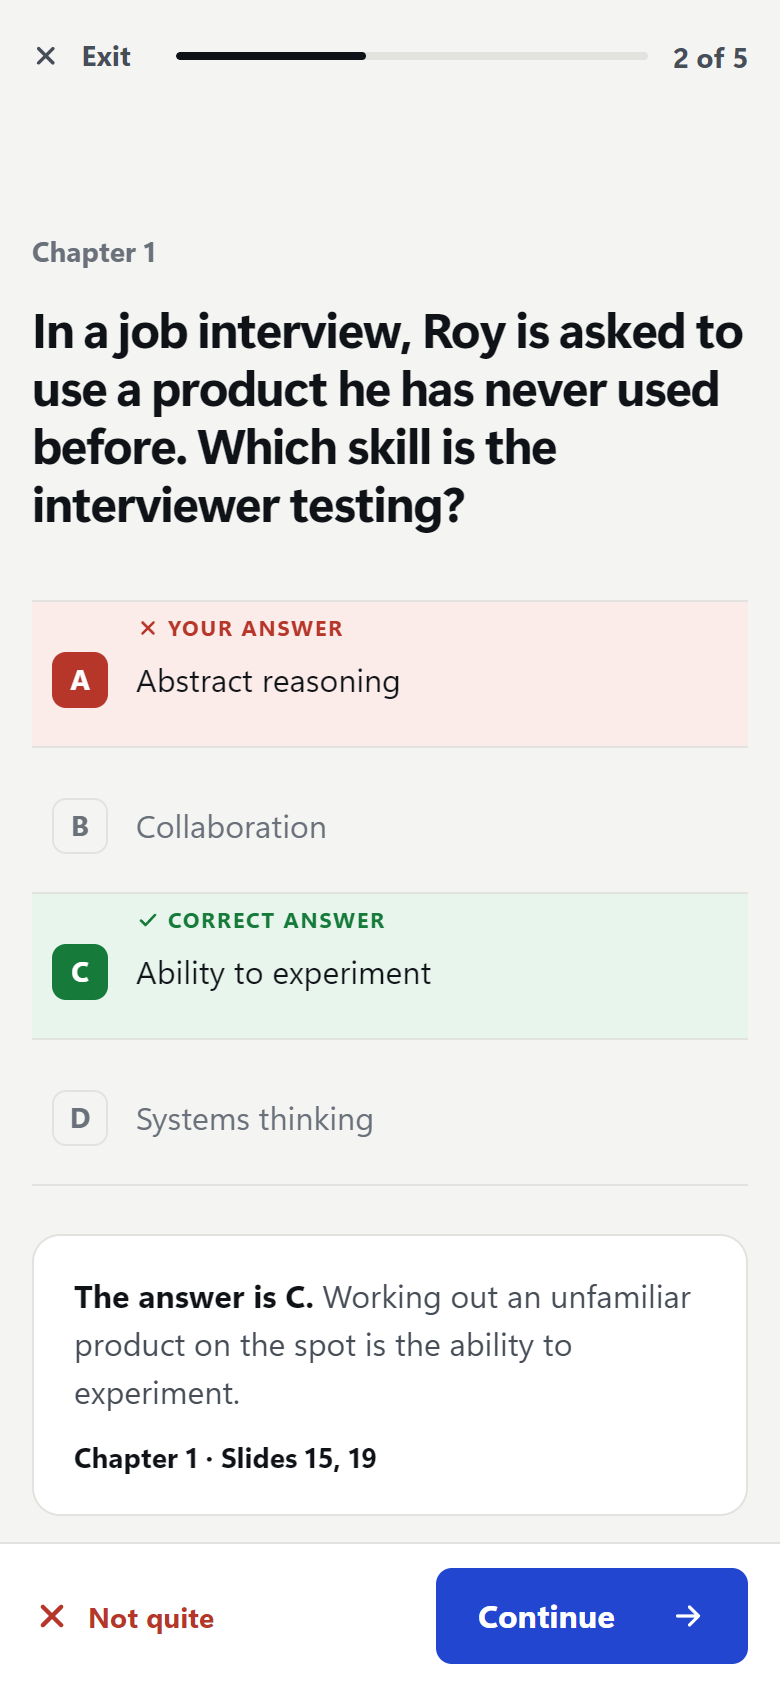 Exit
2 of 5
Chapter 1
In a job interview, Roy is asked to
use a product he has never used
before. Which skill is the
interviewer testing?
YOUR ANSWER
A Abstract reasoning
B Collaboration
CORRECT ANSWER
C Ability to experiment
D Systems thinking
The answer is C. Working out an unfamiliar
product on the spot is the ability to
experiment.
Chapter 1 · Slides 15, 19
Not quite
Continue